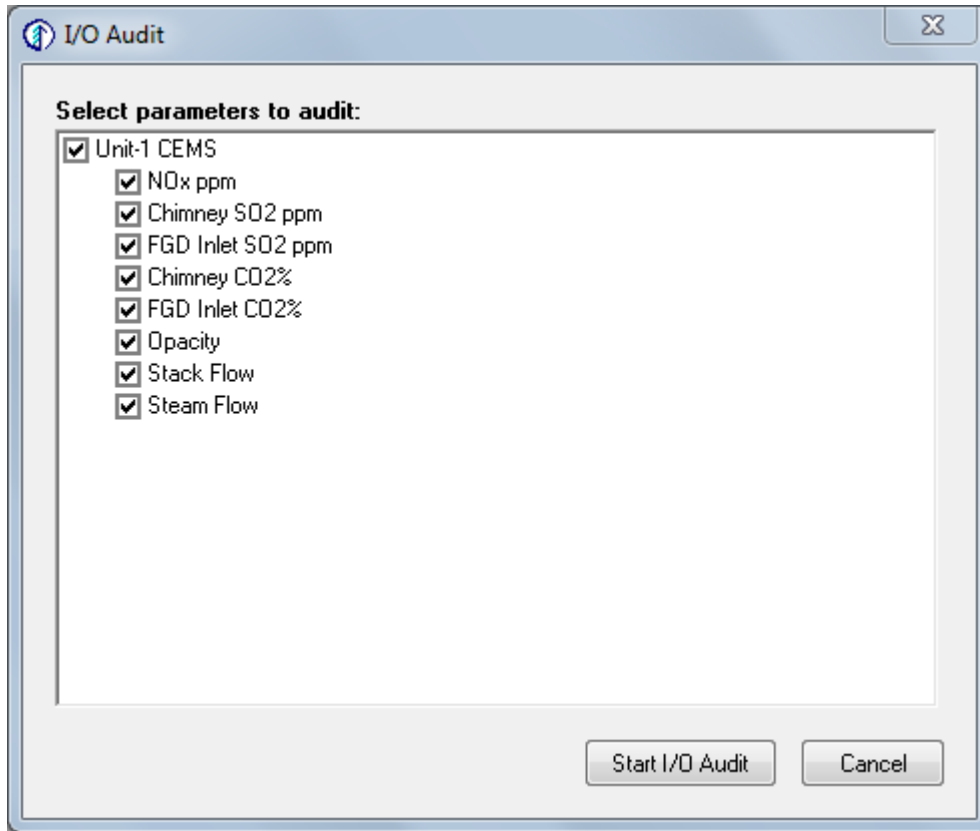 I/O Audit
Select parameters to audit:
Unit-1 CEMS
NOx ppm
Chimney SO2 ppm
FGD Inlet SO2 ppm
Chimney CO2%
FGD Inlet CO2%
Opacity
Stack Flow
Steam Flow
Start I/O Audit Cancel